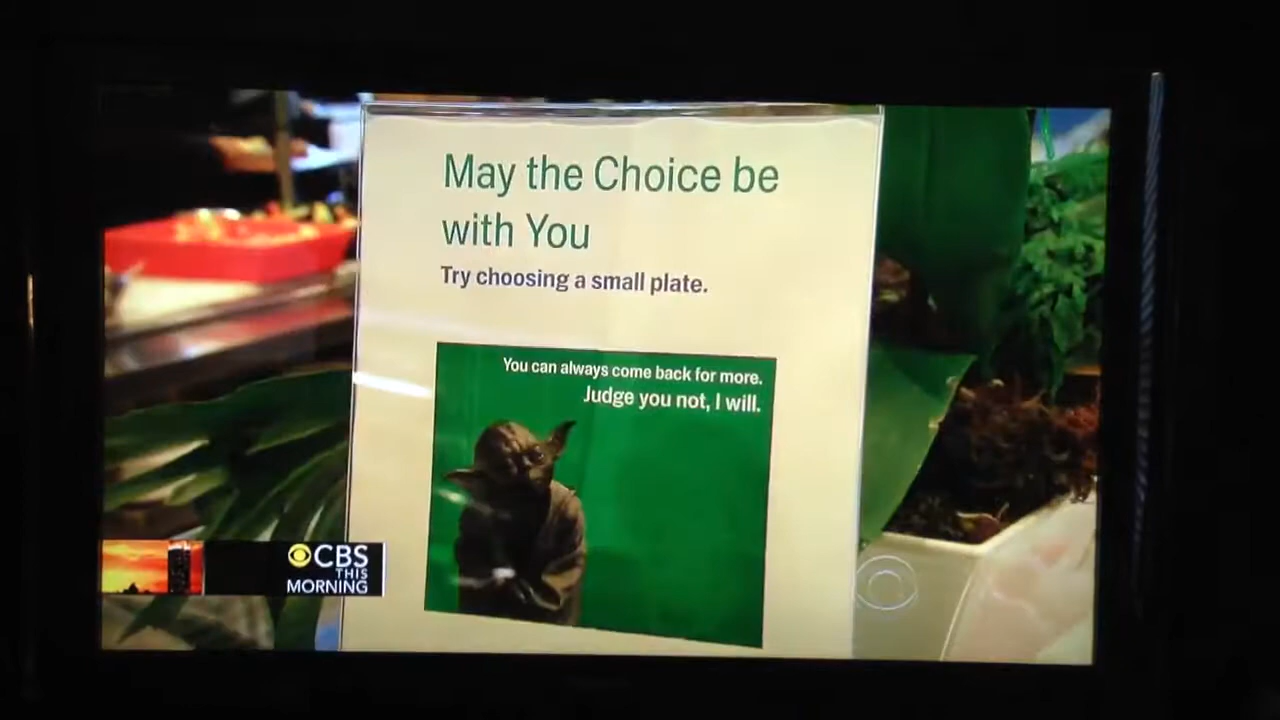 May the Choice be
with You
Try choosing a small plate.
You can always come back for more.
Judge you not, I will.
CBS
THIS
MORNING